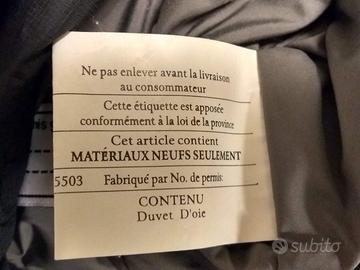 Ne pas enlever avant la livraison
au consommateur
Cette étiquette est apposée
conformément à la loi de la province
Cet article contient
MATÉRIAUX NEUFS SEULEMENT
5503 Fabriqué par No. de permis:
CONTENU
Duvet D'oie
subito